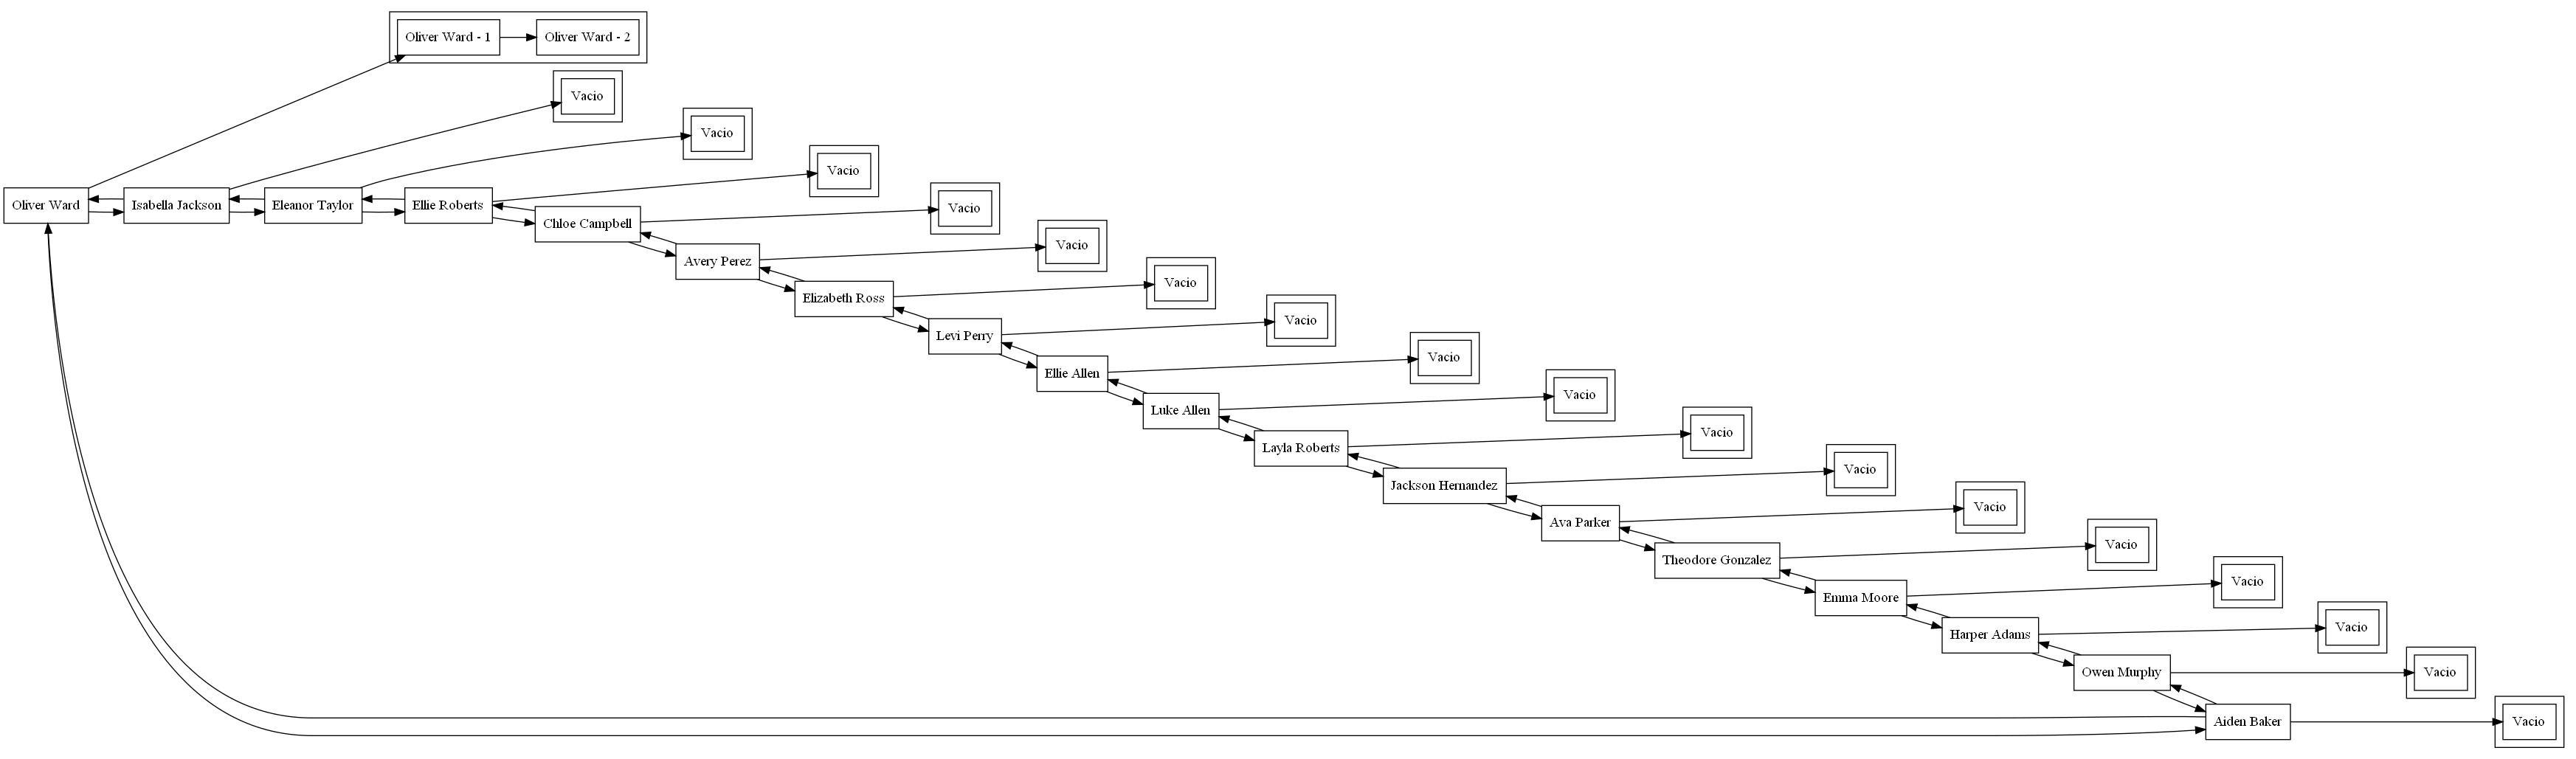 Oliver Ward - 1
Oliver Ward - 2
Vacio
Vacio
Vacio
Oliver Ward
Isabella Jackson
Eleanor Taylor
Ellie Roberts
Vacio
Chloe Campbell
Vacio
Avery Perez
Vacio
Elizabeth Ross
Vacio
Levi Perry
Vacio
Ellie Allen
Vacio
Luke Allen
Vacio
Layla Roberts
Vacio
Jackson Hernandez
Vacio
Ava Parker
Vacio
Theodore Gonzalez
Vacio
Emma Moore
Vacio
Harper Adams
Vacio
Owen Murphy
Vacio
Aiden Baker
Vacio